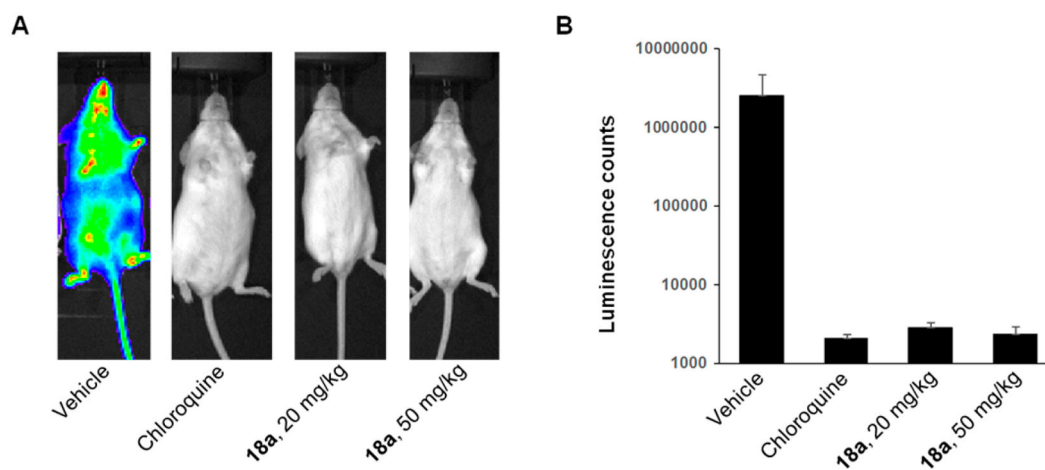 A
B
Vehicle
Chloroquine
18a, 20 mg/kg
18a, 50 mg/kg
Luminescence counts
10000000
1000000
100000
10000
1000
Vehicle
Chloroquine
18a, 20 mg/kg
18a, 50 mg/kg